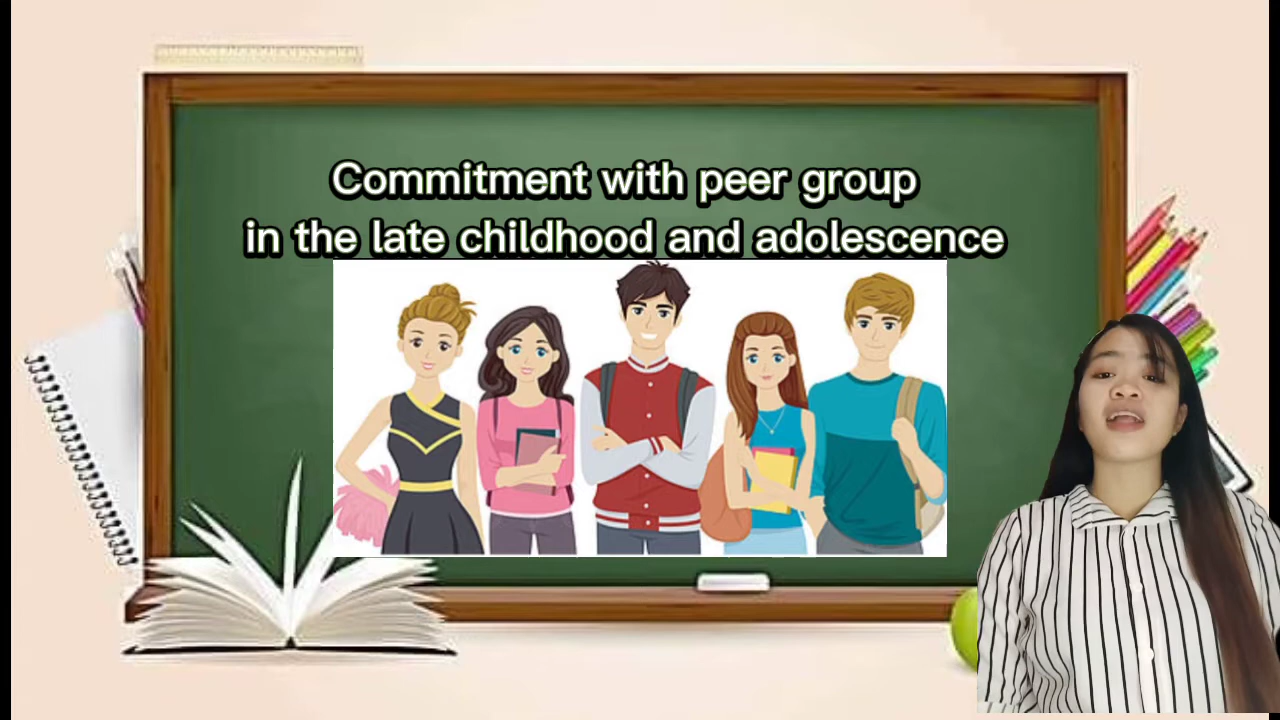 Commitment with peer group
in the late childhood and adolescence